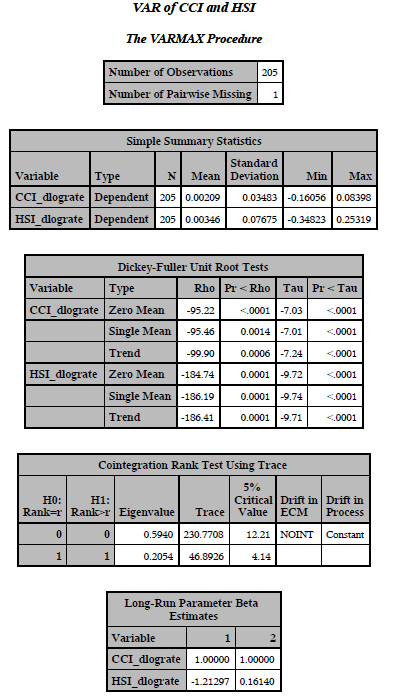 VAR of CCI and HSI
The VARMAX Procedure
Number of Observations 205
Number of Pairwise Missing 1
Simple Summary Statistics
Variable Type N Mean Standard Deviation Min Max
CCI_dlograte Dependent 205 0.00209 0.03483 -0.16056 0.08398
HSI_dlograte Dependent 205 0.00346 0.07675 -0.34823 0.25319
Dickey-Fuller Unit Root Tests
Variable Type Rho Pr < Rho Tau Pr < Tau
CCI_dlograte Zero Mean -95.22 <.0001 -7.03 <.0001
Single Mean -95.46 0.0014 -7.01 <.0001
Trend -99.90 0.0006 -7.24 <.0001
HSI_dlograte Zero Mean -184.74 0.0001 -9.72 <.0001
Single Mean -186.19 0.0001 -9.74 <.0001
Trend -186.41 0.0001 -9.71 <.0001
Cointegration Rank Test Using Trace
H0: Rank=r H1: Rank>r Eigenvalue Trace 5% Critical Value Drift in ECM Drift in Process
0 0 0.5940 230.7708 12.21 NOINT Constant
1 1 0.2054 46.8926 4.14
Long-Run Parameter Beta Estimates
Variable 1 2
CCI_dlograte 1.00000 1.00000
HSI_dlograte -1.21297 0.16140